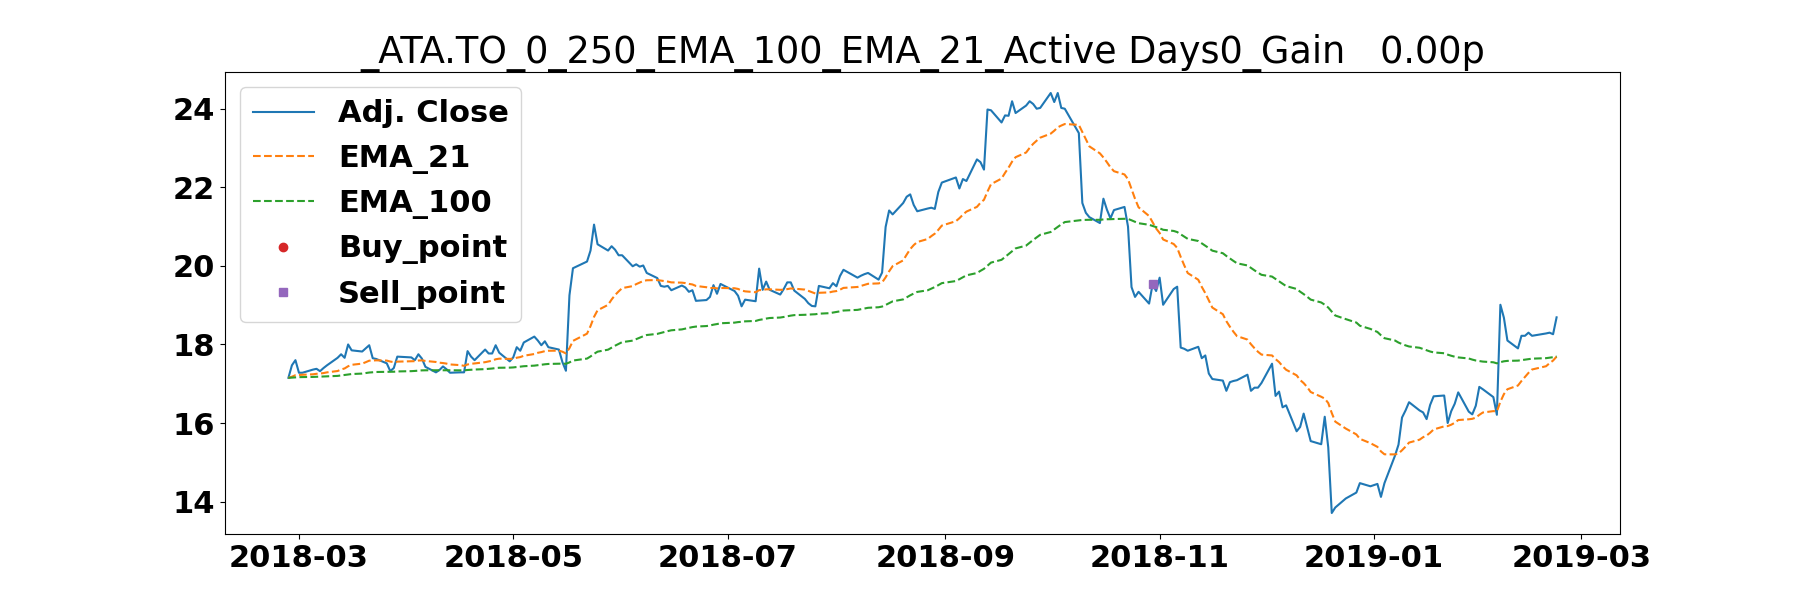 _ATA.TO_0_250_EMA_100_EMA_21_Active Days0_Gain   0.00p
Adj. Close
EMA_21
EMA_100
Buy_point
Sell_point
24
22
20
18
16
14
2018-03 2018-05 2018-07 2018-09 2018-11 2019-01 2019-03